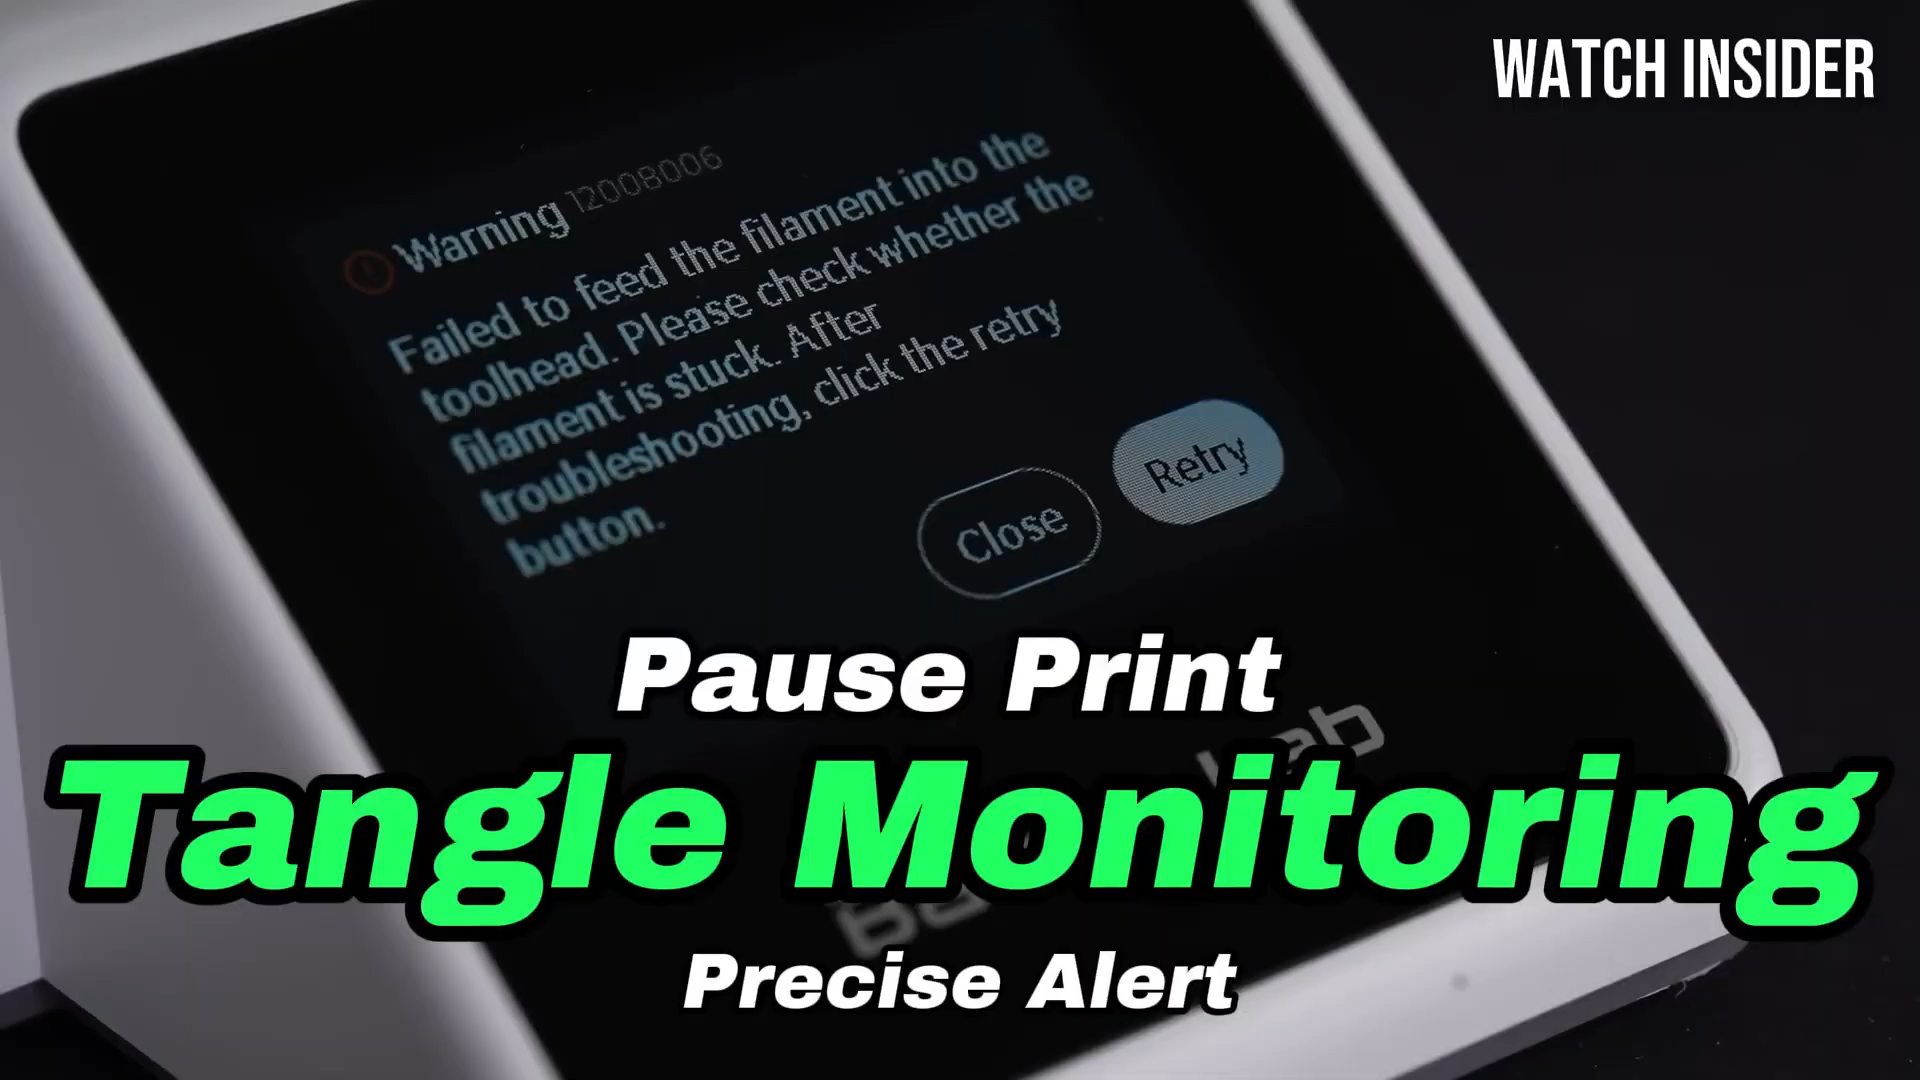 WATCH INSIDER
Warning 12008006
Failed to feed the filament into the
toolhead. Please check whether the
filament is stuck. After
troubleshooting, click the retry
button.
Close
Retry
Pause Print
Tangle Monitoring
Precise Alert